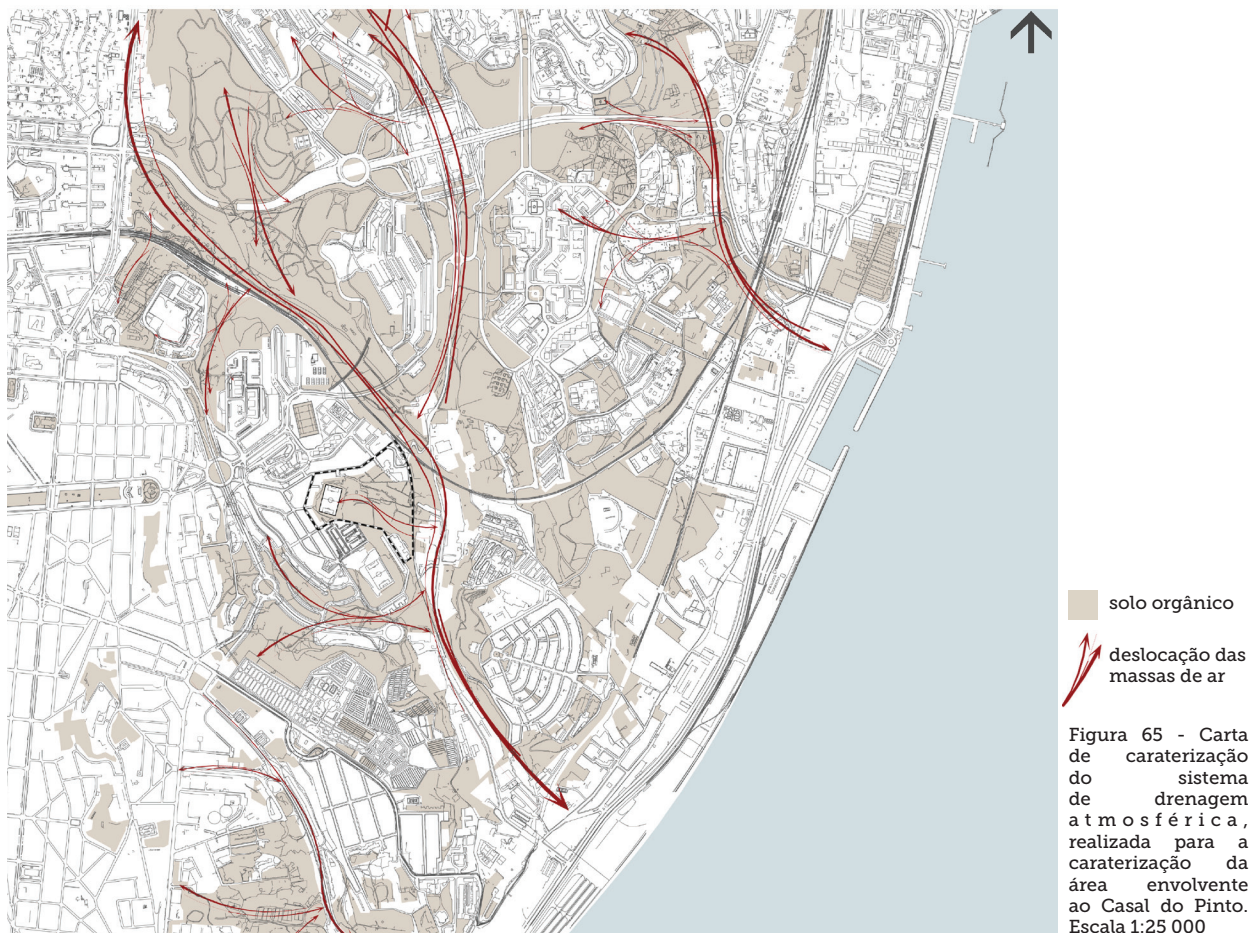 solo orgânico
deslocação das
massas de ar
Figura 65 - Carta
de caraterização
do sistema
de drenagem
atmosférica,
realizada para a
caraterização da
área envolvente
ao Casal do Pinto.
Escala 1:25 000